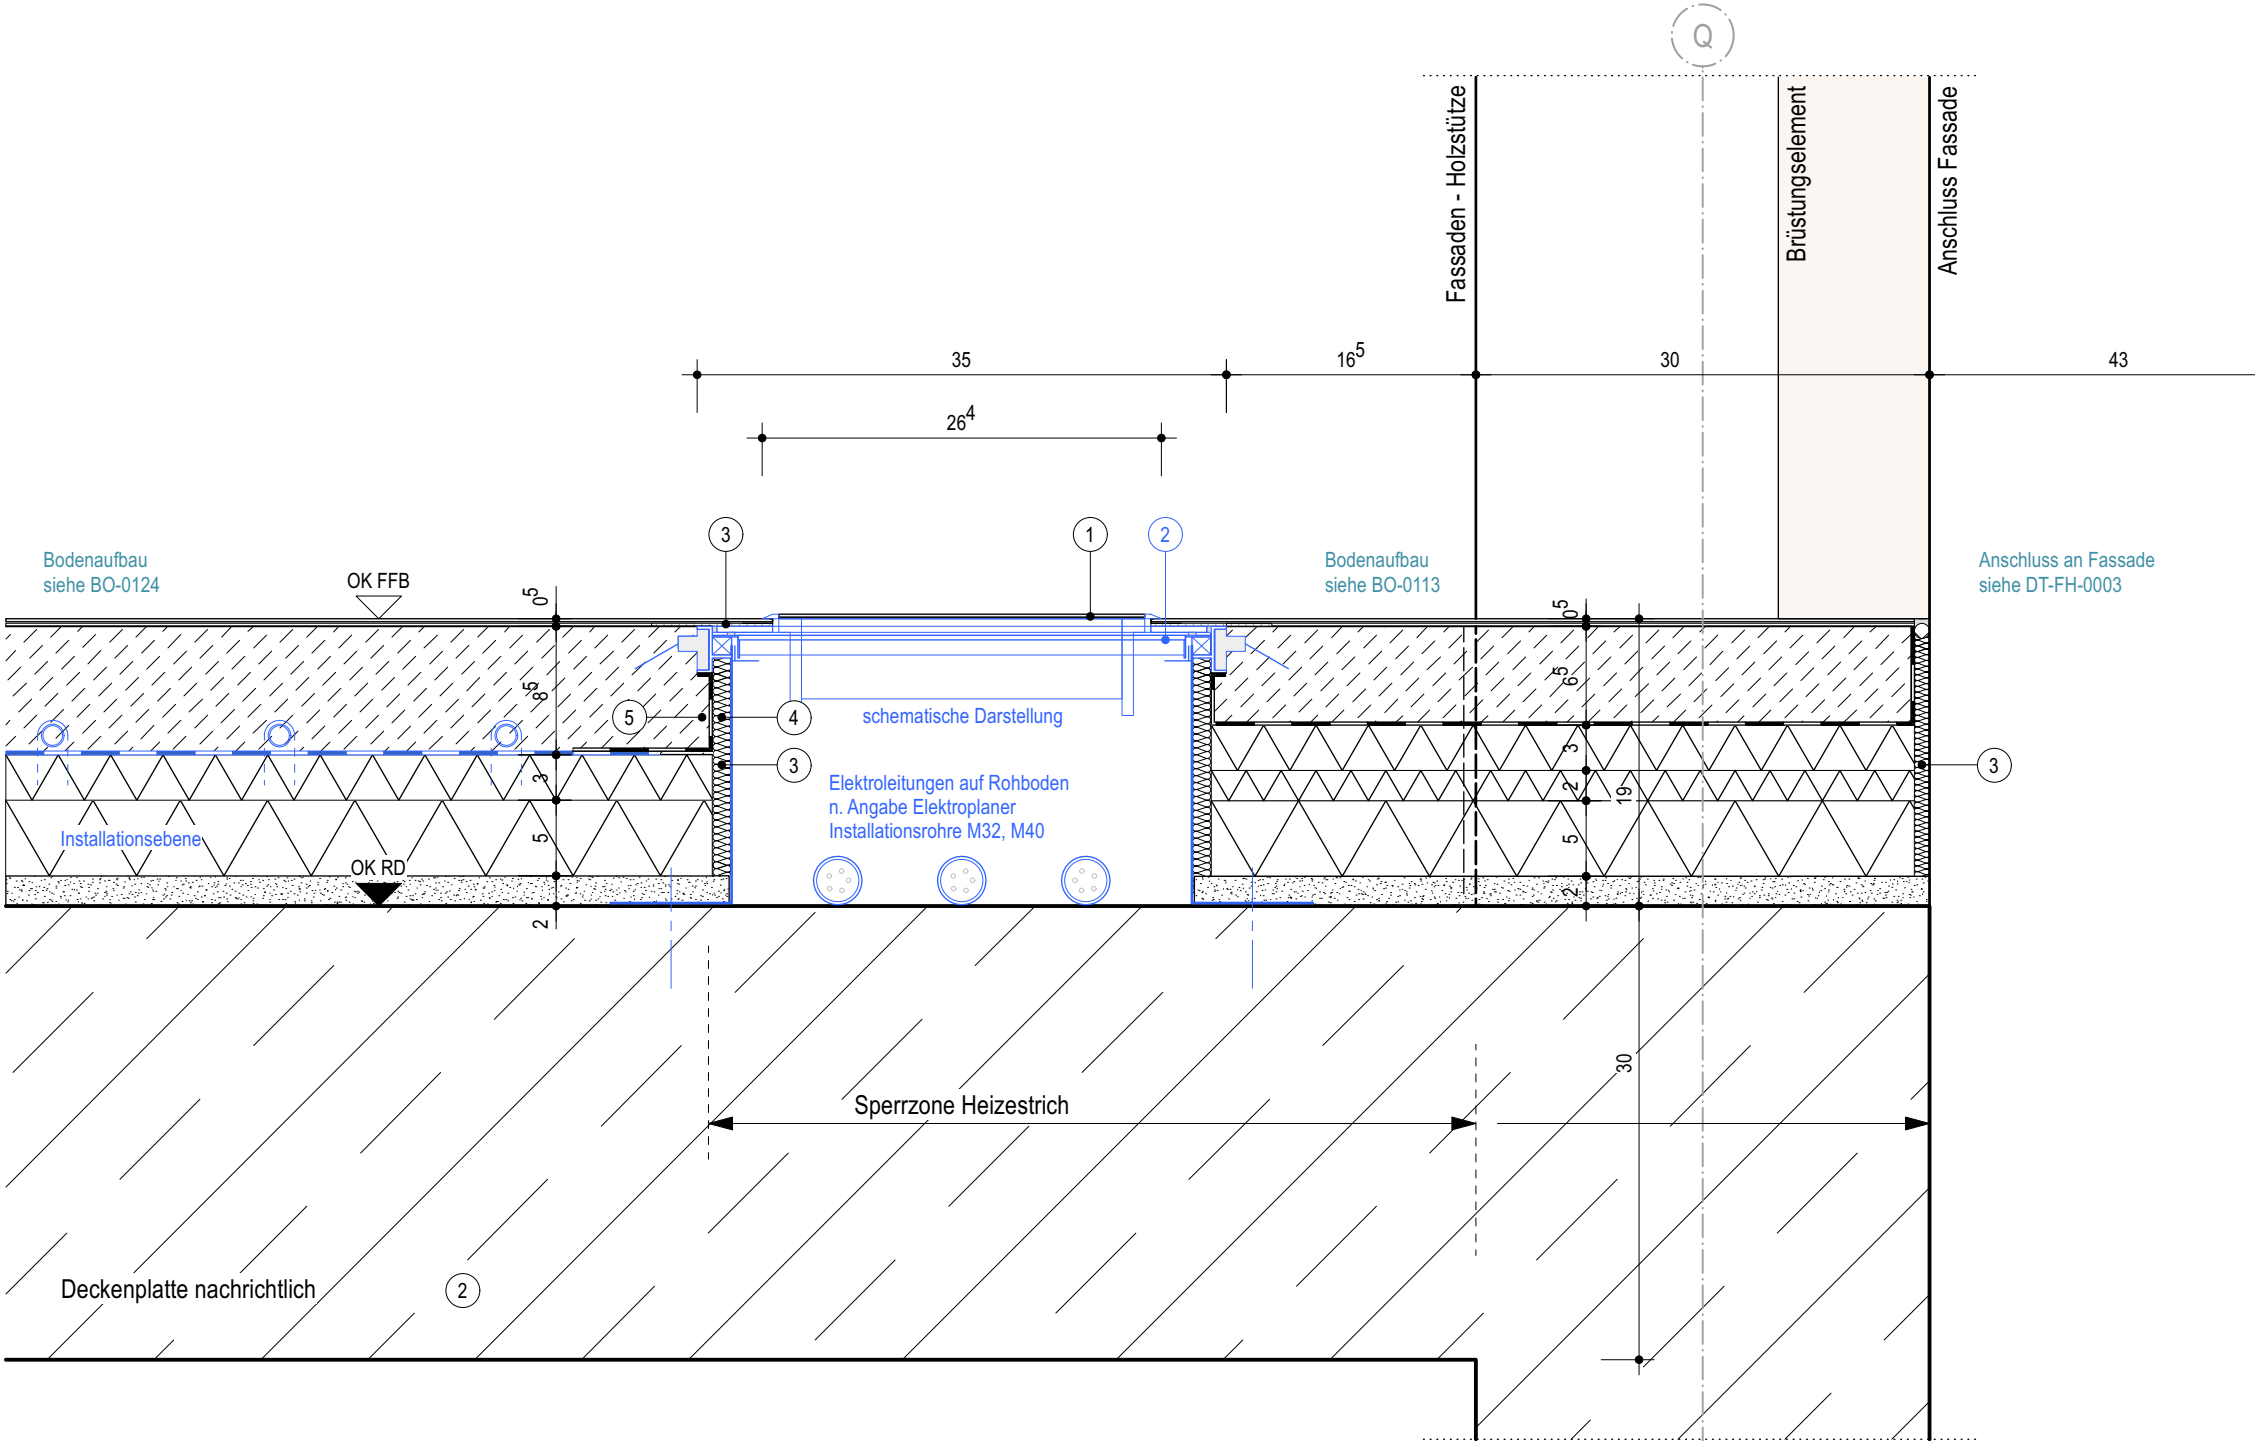 Q
Fassaden - Holzstütze
Brüstungselement
Anschluss Fassade
35
16⁵
30
43
26⁴
3
1
2
Bodenaufbau
siehe BO-0124
OK FFB
Bodenaufbau
siehe BO-0113
Anschluss an Fassade
siehe DT-FH-0003
0⁵
0⁵
8⁵
6⁵
5
4
schematische Darstellung
3
3
3
3
Elektroleitungen auf Rohboden
n. Angabe Elektroplaner
Installationsrohre M32, M40
2
19
Installationsebene
5
5
OK RD
2
2
30
Sperrzone Heizestrich
Deckenplatte nachrichtlich
2